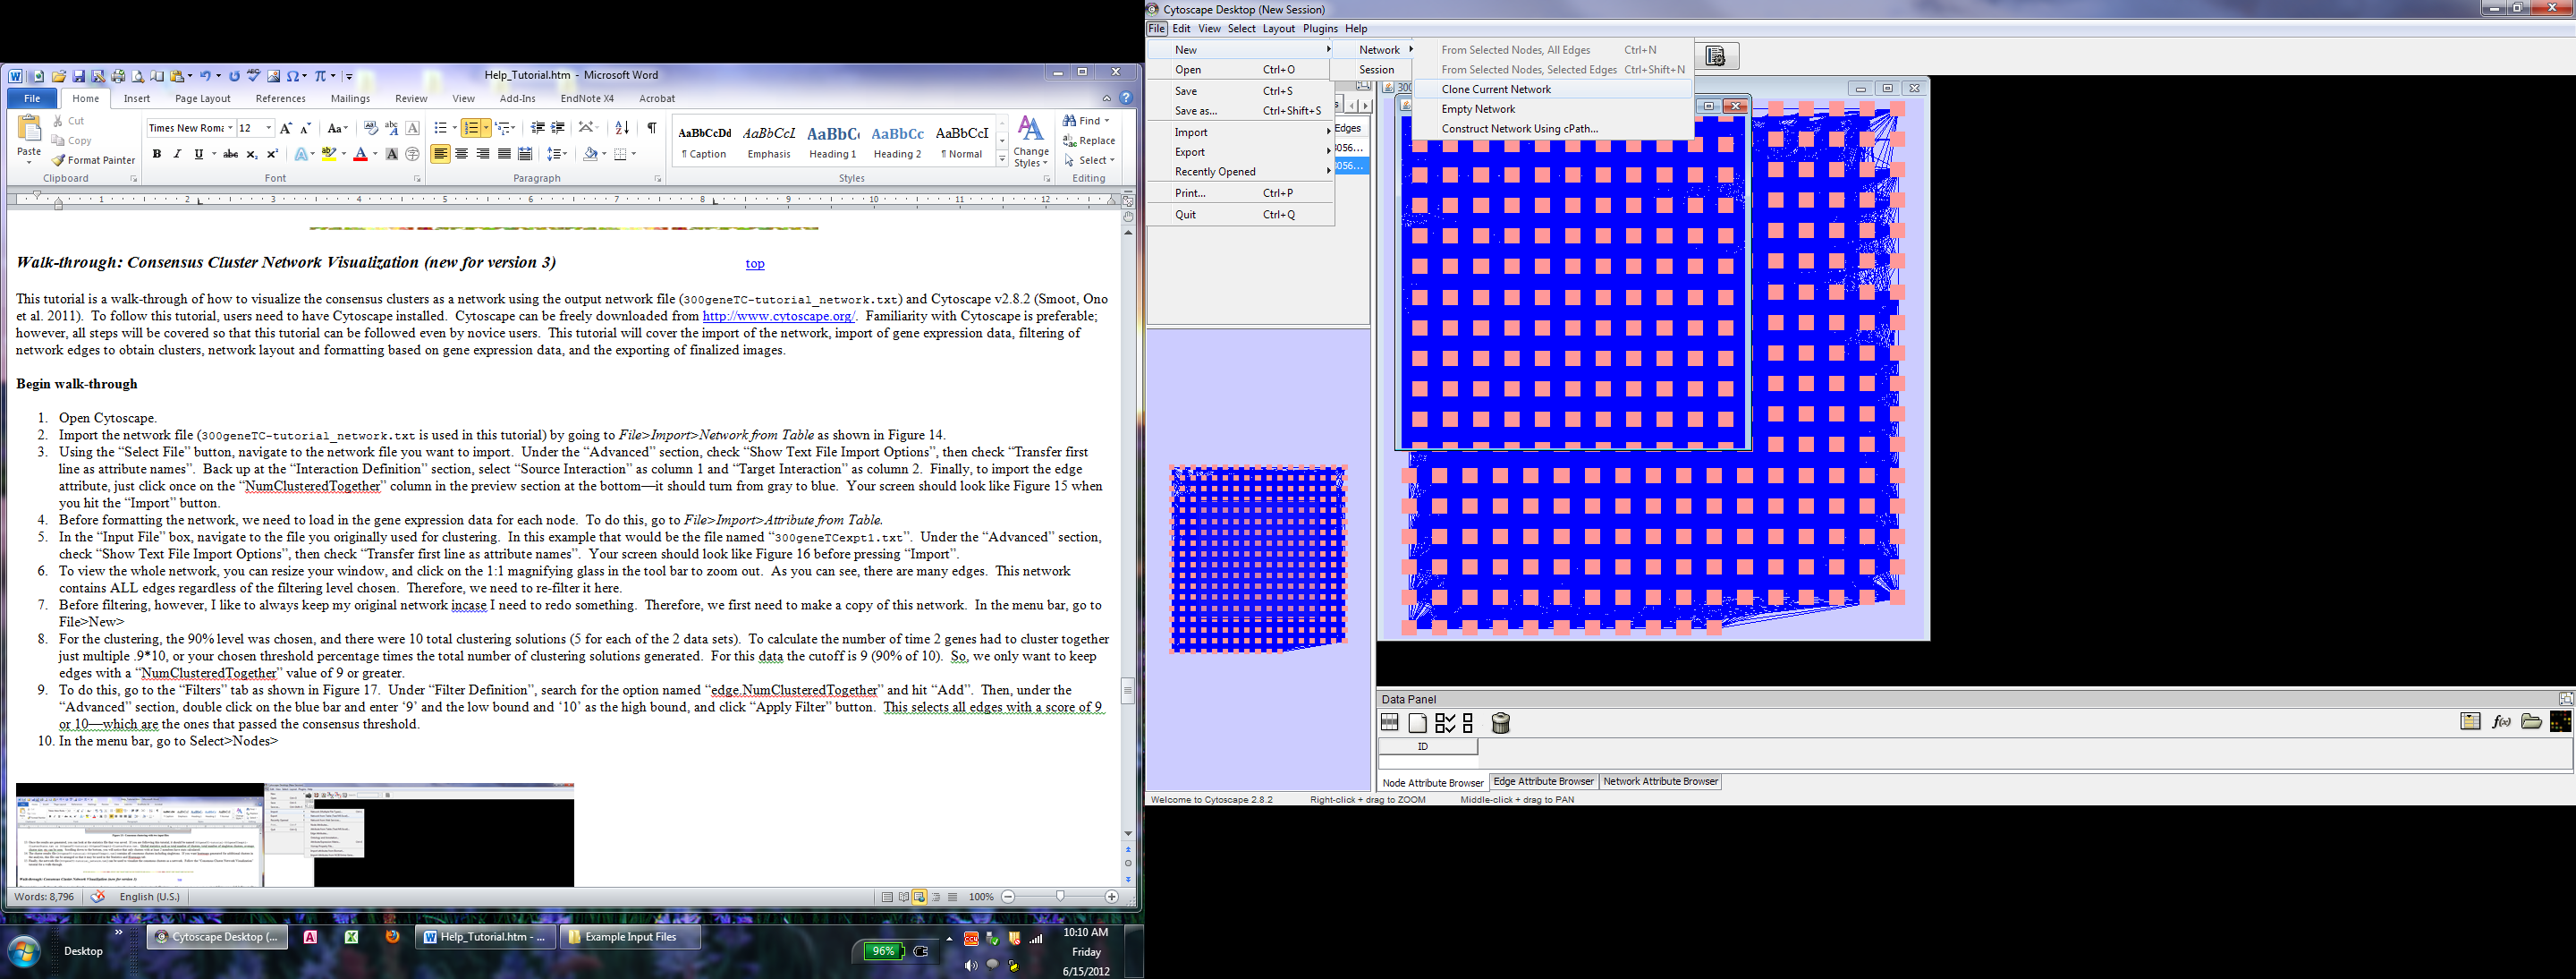 Help_Tutorial.htm - Microsoft Word
File Home Insert Page Layout References Mailings Review View Add-Ins EndNote X4 Acrobat
Paste
Cut
Copy
Format Painter
Clipboard
Times New Roma 12
Font
Paragraph
AaBbCcDd AaBbCcL AaBbC AaBbCc AaBbCcI
¶ Caption Emphasis Heading 1 Heading 2 ¶ Normal
Change Styles
Styles
Find
Replace
Select
Editing
1 2 3 4 5 6 7 8 9 10 11 12
Walk-through: Consensus Cluster Network Visualization (new for version 3) top
This tutorial is a walk-through of how to visualize the consensus clusters as a network using the output network file (300geneTC-tutorial_network.txt) and Cytoscape v2.8.2 (Smoot, Ono
et al. 2011). To follow this tutorial, users need to have Cytoscape installed. Cytoscape can be freely downloaded from http://www.cytoscape.org/. Familiarity with Cytoscape is preferable;
however, all steps will be covered so that this tutorial can be followed even by novice users. This tutorial will cover the import of the network, import of gene expression data, filtering of
network edges to obtain clusters, network layout and formatting based on gene expression data, and the exporting of finalized images.
Begin walk-through
1. Open Cytoscape.
2. Import the network file (300geneTC-tutorial_network.txt is used in this tutorial) by going to File>Import>Network from Table as shown in Figure 14.
3. Using the “Select File” button, navigate to the network file you want to import. Under the “Advanced” section, check “Show Text File Import Options”, then check “Transfer first
line as attribute names”. Back up at the “Interaction Definition” section, select “Source Interaction” as column 1 and “Target Interaction” as column 2. Finally, to import the edge
attribute, just click once on the “NumClusteredTogether” column in the preview section at the bottom—it should turn from gray to blue. Your screen should look like Figure 15 when
you hit the “Import” button.
4. Before formatting the network, we need to load in the gene expression data for each node. To do this, go to File>Import>Attribute from Table.
5. In the “Input File” box, navigate to the file you originally used for clustering. In this example that would be the file named “300geneTCexpt1.txt”. Under the “Advanced” section,
check “Show Text File Import Options”, then check “Transfer first line as attribute names”. Your screen should look like Figure 16 before pressing “Import”.
6. To view the whole network, you can resize your window, and click on the 1:1 magnifying glass in the tool bar to zoom out. As you can see, there are many edges. This network
contains ALL edges regardless of the filtering level chosen. Therefore, we need to re-filter it here.
7. Before filtering, however, I like to always keep my original network incase I need to redo something. Therefore, we first need to make a copy of this network. In the menu bar, go to
File>New>
8. For the clustering, the 90% level was chosen, and there were 10 total clustering solutions (5 for each of the 2 data sets). To calculate the number of time 2 genes had to cluster together
just multiple .9*10, or your chosen threshold percentage times the total number of clustering solutions generated. For this data the cutoff is 9 (90% of 10). So, we only want to keep
edges with a “NumClusteredTogether” value of 9 or greater.
9. To do this, go to the “Filters” tab as shown in Figure 17. Under “Filter Definition”, search for the option named “edge.NumClusteredTogether” and hit “Add”. Then, under the
“Advanced” section, double click on the blue bar and enter ‘9’ and the low bound and ‘10’ as the high bound, and click “Apply Filter” button. This selects all edges with a score of 9
or 10—which are the ones that passed the consensus threshold.
10. In the menu bar, go to Select>Nodes>
Words: 8,796 English (U.S.) 100%
Desktop
Cytoscape Desktop (...
Help_Tutorial.htm - ...
Example Input Files
96%
10:10 AM
Friday
6/15/2012
Cytoscape Desktop (New Session)
File Edit View Select Layout Plugins Help
New
Open Ctrl+O
Save Ctrl+S
Save as... Ctrl+Shift+S
Import
Export
Recently Opened
Print... Ctrl+P
Quit Ctrl+Q
Network
Session
From Selected Nodes, All Edges Ctrl+N
From Selected Nodes, Selected Edges Ctrl+Shift+N
Clone Current Network
Empty Network
Construct Network Using cPath...
Edges
Data Panel
ID
Node Attribute Browser Edge Attribute Browser Network Attribute Browser
Welcome to Cytoscape 2.8.2 Right-click + drag to ZOOM Middle-click + drag to PAN